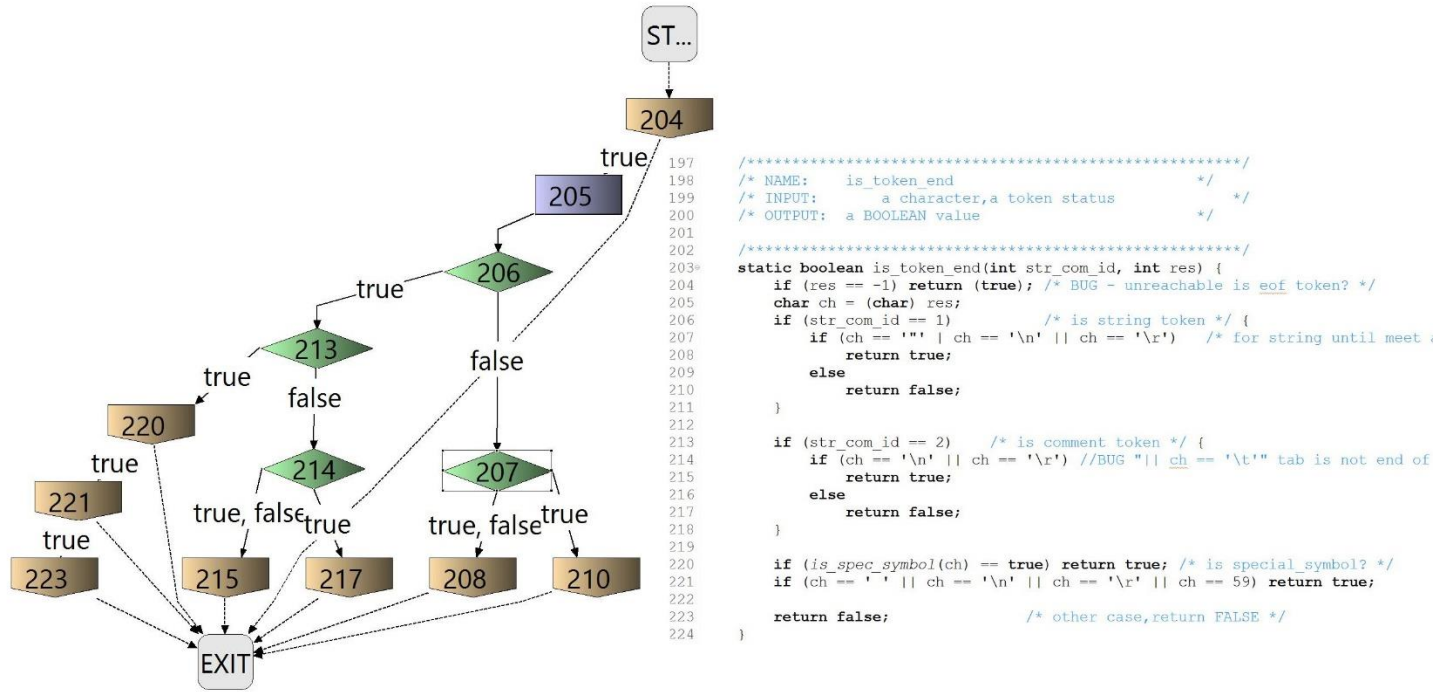 ST...
204
true
205
206
true
213
false
true
false
220
214
207
true
221
true, false
true
true, false
true
true
223
215
217
208
210
EXIT
197 /*******************************************************/
198 /* NAME: is_token_end */
199 /* INPUT: a character,a token status */
200 /* OUTPUT: a BOOLEAN value */
201
202 /*******************************************************/
203 static boolean is_token_end(int str_com_id, int res) {
204 if (res == -1) return (true); /* BUG - unreachable is eof token? */
205 char ch = (char) res;
206 if (str_com_id == 1) /* is string token */ {
207 if (ch == '"' | ch == '\n' || ch == '\r') /* for string until meet
208 return true;
209 else
210 return false;
211 }
212
213 if (str_com_id == 2) /* is comment token */ {
214 if (ch == '\n' || ch == '\r') //BUG "|| ch == '\t'" tab is not end of
215 return true;
216 else
217 return false;
218 }
219
220 if (is_spec_symbol(ch) == true) return true; /* is special_symbol? */
221 if (ch == ' ' || ch == '\n' || ch == '\r' || ch == 59) return true;
222
223 return false; /* other case,return FALSE */
224 }